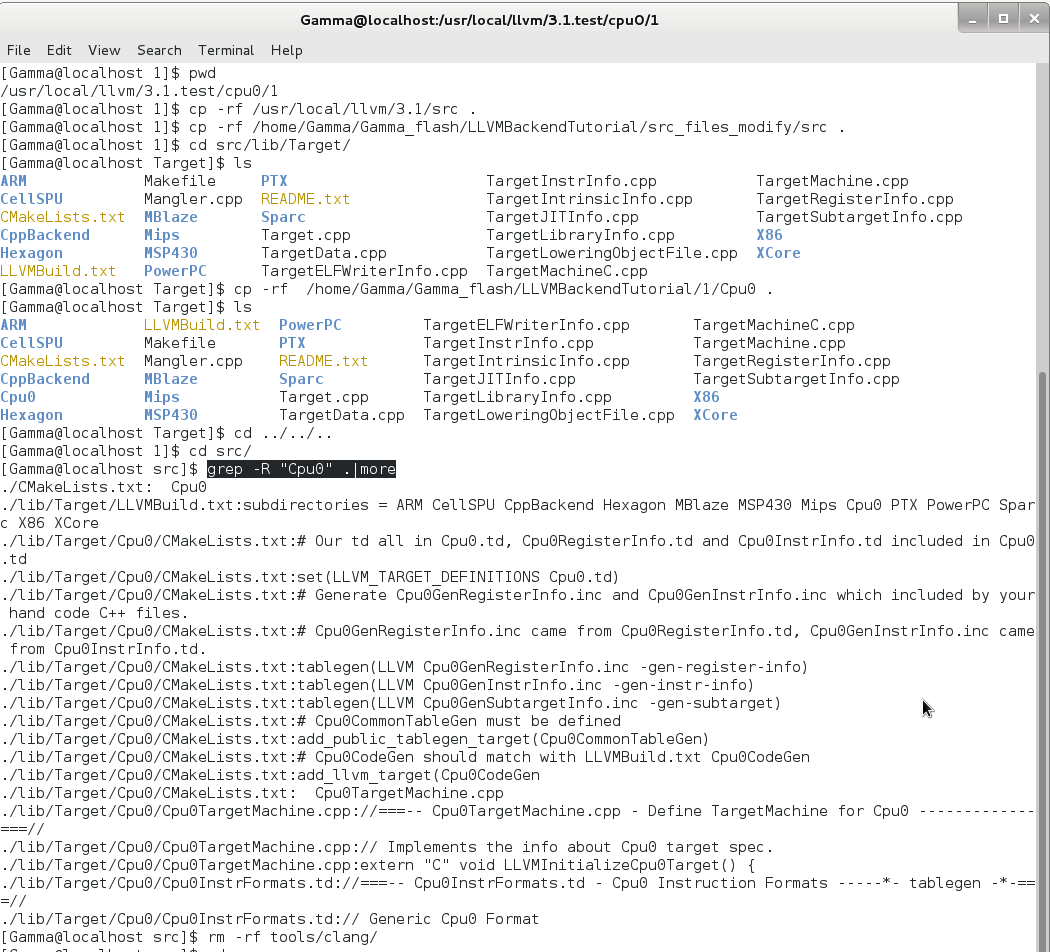 Gamma@localhost:/usr/local/llvm/3.1.test/cpu0/1
File Edit View Search Help
[Gamma@localhost 1]$ pwd
/usr/local/llvm/3.1.test/cpu0/1
[Gamma@localhost 1]$ cp -rf /usr/local/llvm/3.1/src .
[Gamma@localhost 1]$ cp -rf /home/Gamma/Gamma_flash/LLVMBackendTutorial/src_files_modify/src .
[Gamma@localhost 1]$ cd src/lib/Target/
[Gamma@localhost Target]$ ls
ARM Makefile PTX TargetInstrInfo.cpp TargetMachine.cpp
CellSPU Mangler.cpp README.txt TargetIntrinsicInfo.cpp TargetRegisterInfo.cpp
CMakeLists.txt MBlaze Sparc TargetJITInfo.cpp TargetSubtargetInfo.cpp
CppBackend Mips Target.cpp TargetLibraryInfo.cpp X86
Hexagon MSP430 TargetData.cpp TargetLoweringObjectFile.cpp XCore
LLVMBuild.txt PowerPC TargetELFWriterInfo.cpp TargetMachineC.cpp
[Gamma@localhost Target]$ cp -rf  /home/Gamma/Gamma_flash/LLVMBackendTutorial/1/Cpu0 .
[Gamma@localhost Target]$ ls
ARM LLVMBuild.txt PowerPC TargetELFWriterInfo.cpp TargetMachineC.cpp
CellSPU Makefile PTX TargetInstrInfo.cpp TargetMachine.cpp
CMakeLists.txt Mangler.cpp README.txt TargetIntrinsicInfo.cpp TargetRegisterInfo.cpp
CppBackend MBlaze Sparc TargetJITInfo.cpp TargetSubtargetInfo.cpp
Cpu0 Mips Target.cpp TargetLibraryInfo.cpp X86
Hexagon MSP430 TargetData.cpp TargetLoweringObjectFile.cpp XCore
[Gamma@localhost Target]$ cd ../../..
[Gamma@localhost 1]$ cd src/
[Gamma@localhost src]$ grep -R "Cpu0" .|more
./CMakeLists.txt:  Cpu0
./lib/Target/LLVMBuild.txt:subdirectories = ARM CellSPU CppBackend Hexagon MBlaze MSP430 Mips Cpu0 PTX PowerPC Spar
c X86 XCore
./lib/Target/Cpu0/CMakeLists.txt:# Our td all in Cpu0.td, Cpu0RegisterInfo.td and Cpu0InstrInfo.td included in Cpu0
.td
./lib/Target/Cpu0/CMakeLists.txt:set(LLVM_TARGET_DEFINITIONS Cpu0.td)
./lib/Target/Cpu0/CMakeLists.txt:# Generate Cpu0GenRegisterInfo.inc and Cpu0GenInstrInfo.inc which included by your
 hand code C++ files.
./lib/Target/Cpu0/CMakeLists.txt:# Cpu0GenRegisterInfo.inc came from Cpu0RegisterInfo.td, Cpu0GenInstrInfo.inc came
 from Cpu0InstrInfo.td.
./lib/Target/Cpu0/CMakeLists.txt:tablegen(LLVM Cpu0GenRegisterInfo.inc -gen-register-info)
./lib/Target/Cpu0/CMakeLists.txt:tablegen(LLVM Cpu0GenInstrInfo.inc -gen-instr-info)
./lib/Target/Cpu0/CMakeLists.txt:tablegen(LLVM Cpu0GenSubtargetInfo.inc -gen-subtarget)
./lib/Target/Cpu0/CMakeLists.txt:# Cpu0CommonTableGen must be defined
./lib/Target/Cpu0/CMakeLists.txt:add_public_tablegen_target(Cpu0CommonTableGen)
./lib/Target/Cpu0/CMakeLists.txt:# Cpu0CodeGen should match with LLVMBuild.txt Cpu0CodeGen
./lib/Target/Cpu0/CMakeLists.txt:add_llvm_target(Cpu0CodeGen
./lib/Target/Cpu0/CMakeLists.txt:  Cpu0TargetMachine.cpp
./lib/Target/Cpu0/Cpu0TargetMachine.cpp://===-- Cpu0TargetMachine.cpp - Define TargetMachine for Cpu0 -------------
===//
./lib/Target/Cpu0/Cpu0TargetMachine.cpp:// Implements the info about Cpu0 target spec.
./lib/Target/Cpu0/Cpu0TargetMachine.cpp:extern "C" void LLVMInitializeCpu0Target() {
./lib/Target/Cpu0/Cpu0InstrFormats.td://===-- Cpu0InstrFormats.td - Cpu0 Instruction Formats -----*- tablegen -*-==
=//
./lib/Target/Cpu0/Cpu0InstrFormats.td:// Generic Cpu0 Format
[Gamma@localhost src]$ rm -rf tools/clang/